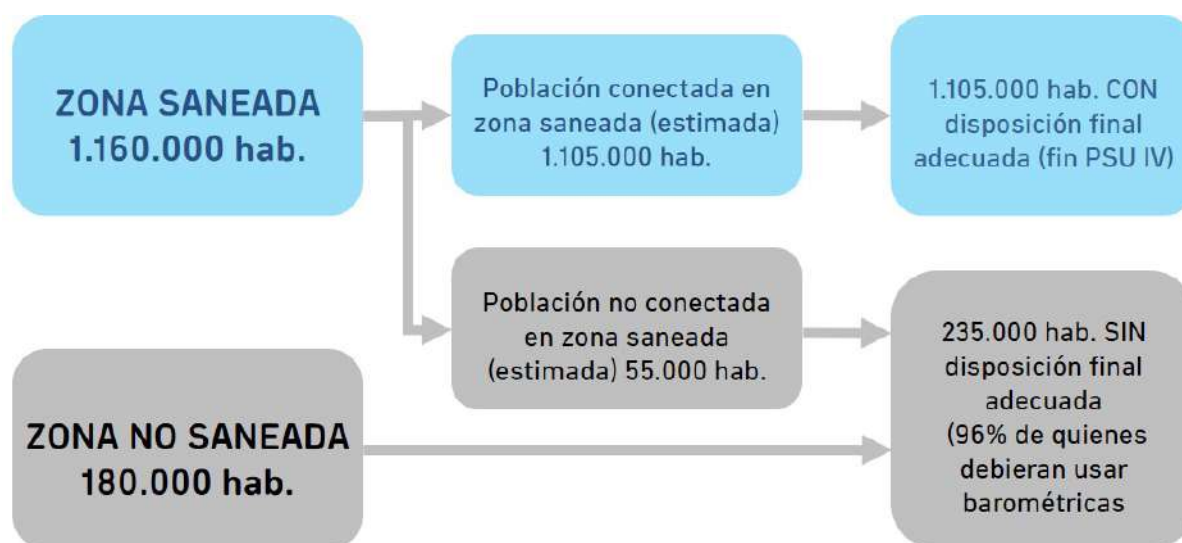 ZONA SANEADA
1.160.000 hab.
Población conectada en
zona saneada (estimada)
1.105.000 hab.
1.105.000 hab. CON
disposición final
adecuada (fin PSU IV)
Población no conectada
en zona saneada
(estimada) 55.000 hab.
ZONA NO SANEADA
180.000 hab.
235.000 hab. SIN
disposición final
adecuada
(96% de quienes
debieran usar
barométricas